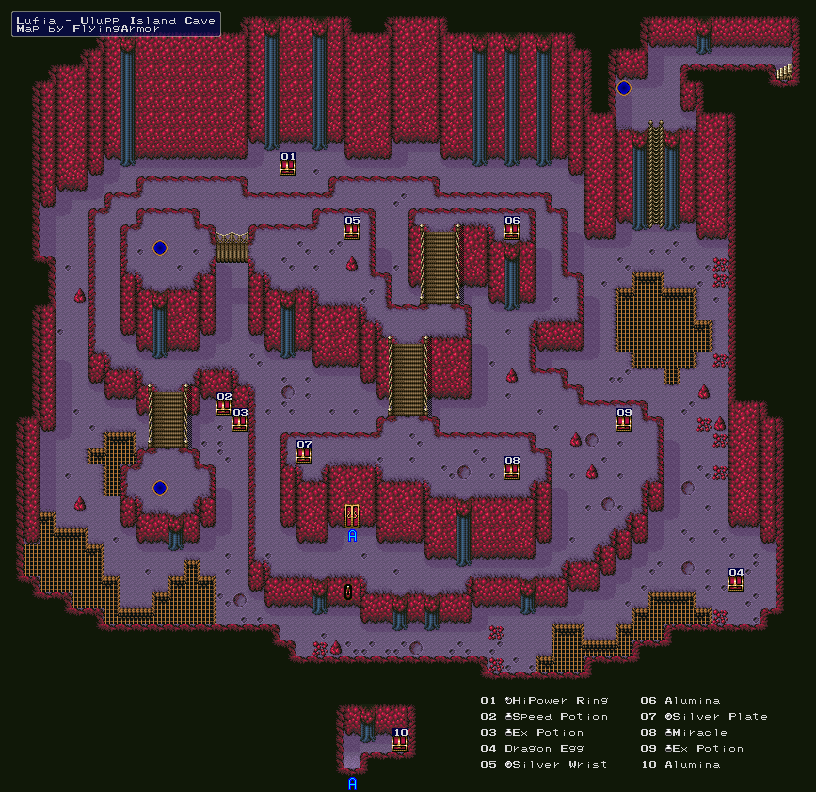 Lufia - Ulupp Island Cave
Map by FlyingArmor
01
05
06
02
03
09
07
08
A
04
10
A
01 HiPower Ring
02 Speed Potion
03 Ex Potion
04 Dragon Egg
05 Silver Wrist
06 Alumina
07 Silver Plate
08 Miracle
09 Ex Potion
10 Alumina